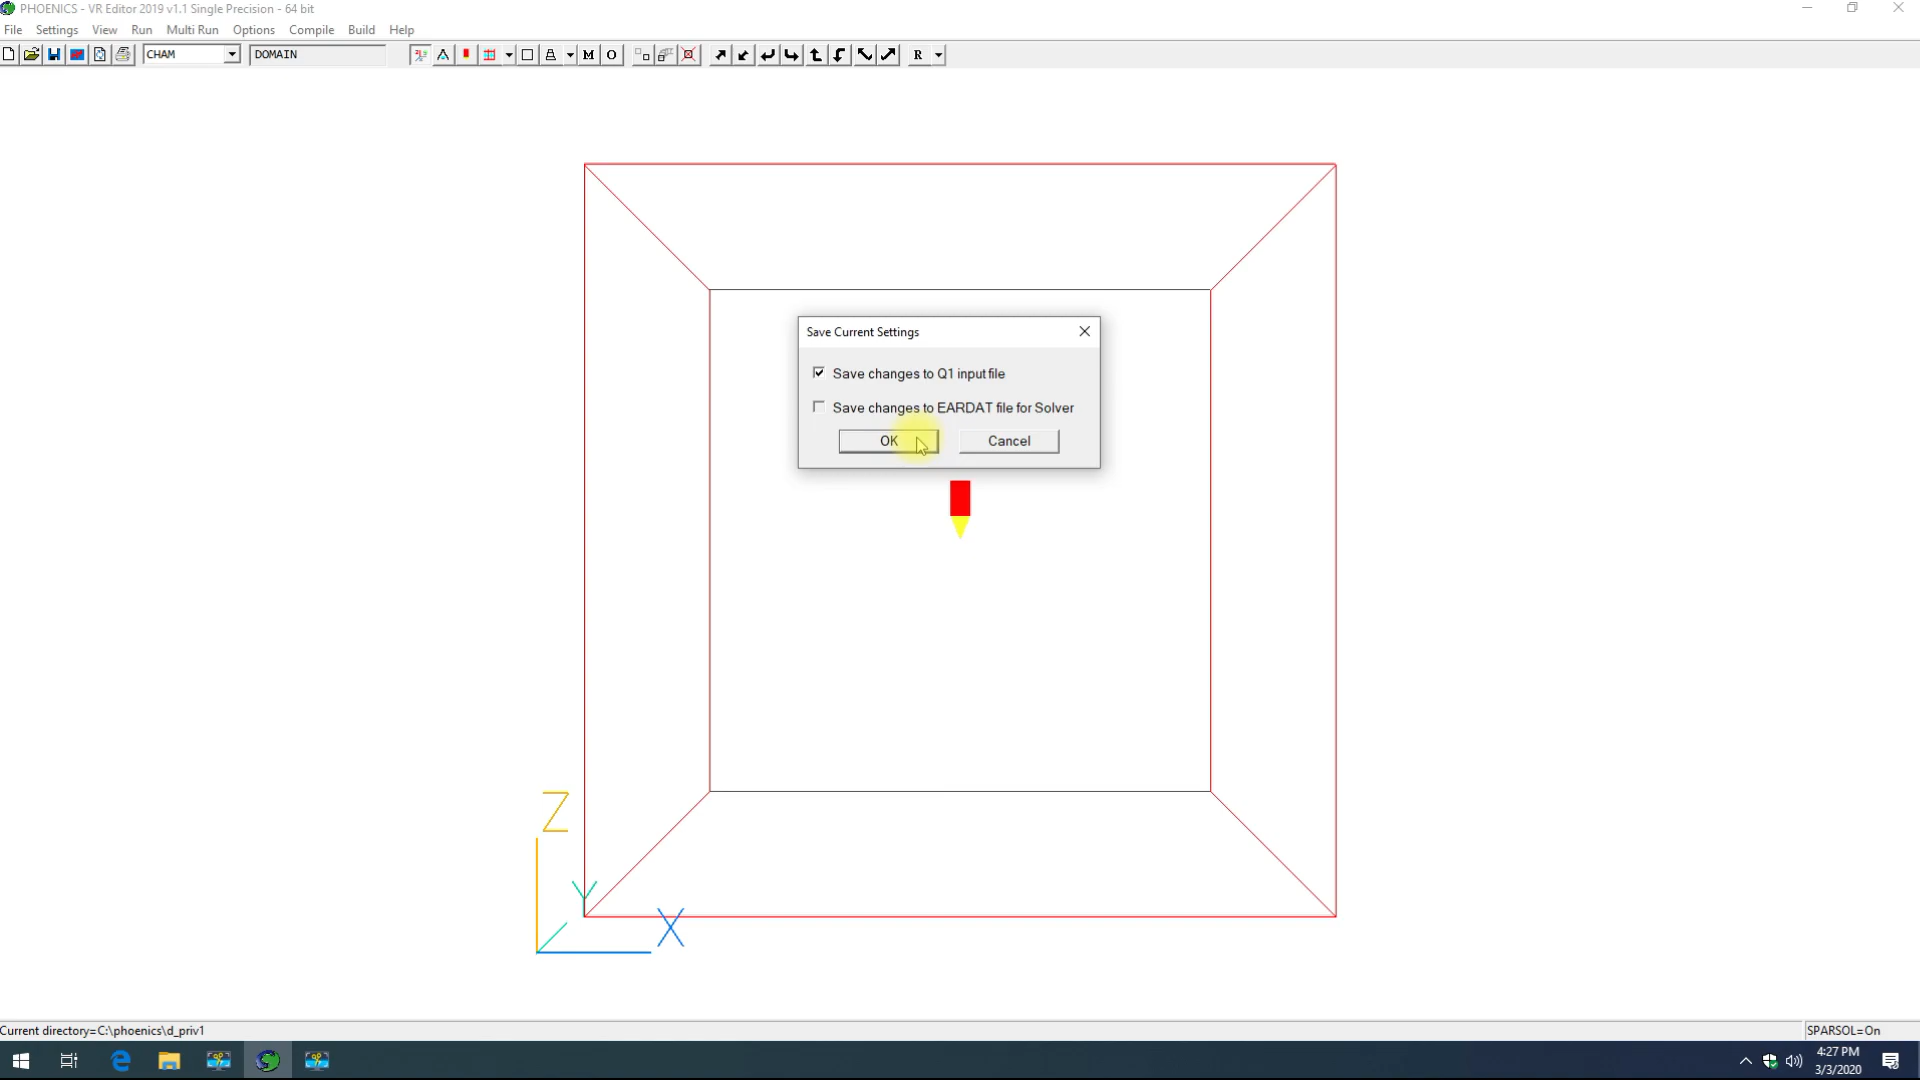 PHOENICS - VR Editor 2019 v1.1 Single Precision - 64 bit
File Settings View Run Multi Run Options Compile Build Help
CHAM DOMAIN M O R
Save Current Settings
Save changes to Q1 input file
Save changes to EARDAT file for Solver
OK Cancel
Z
Y
X
Current directory=C:\phoenics\d_priv1 SPARSOL=On
4:27 PM
3/3/2020